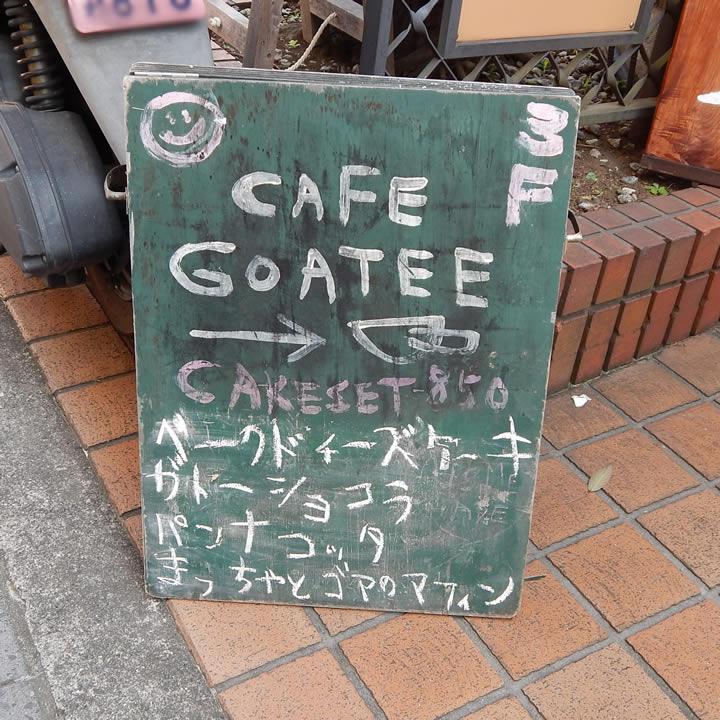 3F
CAFE
GOATEE
→
CAKESET-850
ベークドチーズケーキ
ガトーショコラ
パンナコッタ
まっちゃとゴマのマフィン